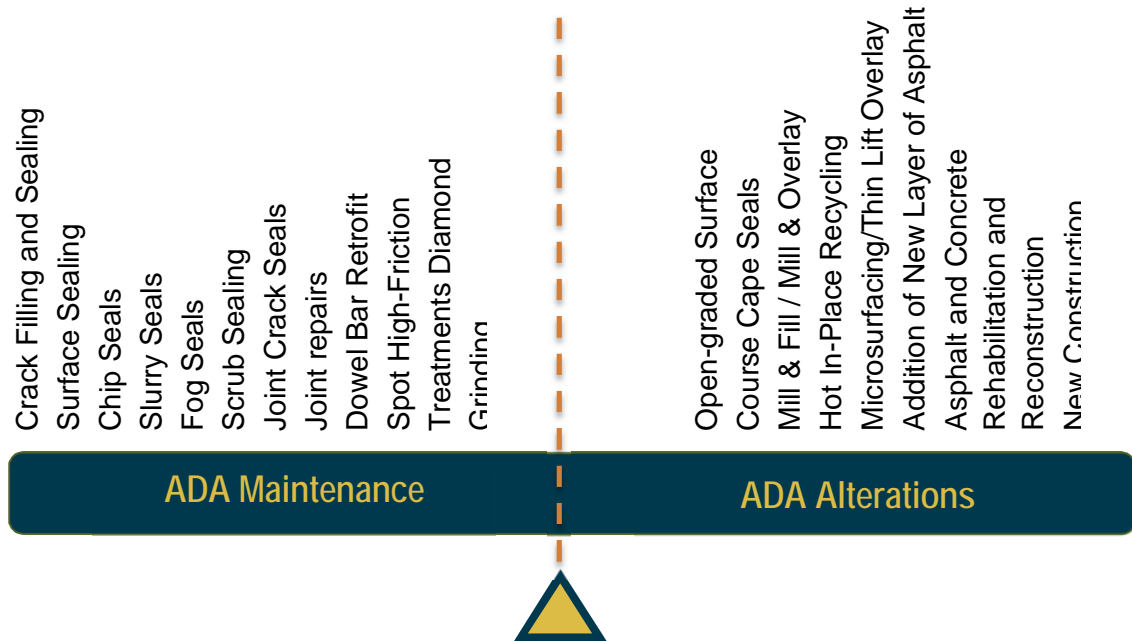 Crack Filling and Sealing
Surface Sealing
Chip Seals
Slurry Seals
Fog Seals
Scrub Sealing
Joint Crack Seals
Joint repairs
Dowel Bar Retrofit
Spot High-Friction
Treatments Diamond
Grinding
Open-graded Surface
Course Cape Seals
Mill & Fill / Mill & Overlay
Hot In-Place Recycling
Microsurfacing/Thin Lift Overlay
Addition of New Layer of Asphalt
Asphalt and Concrete
Rehabilitation and
Reconstruction
New Construction
ADA Maintenance
ADA Alterations